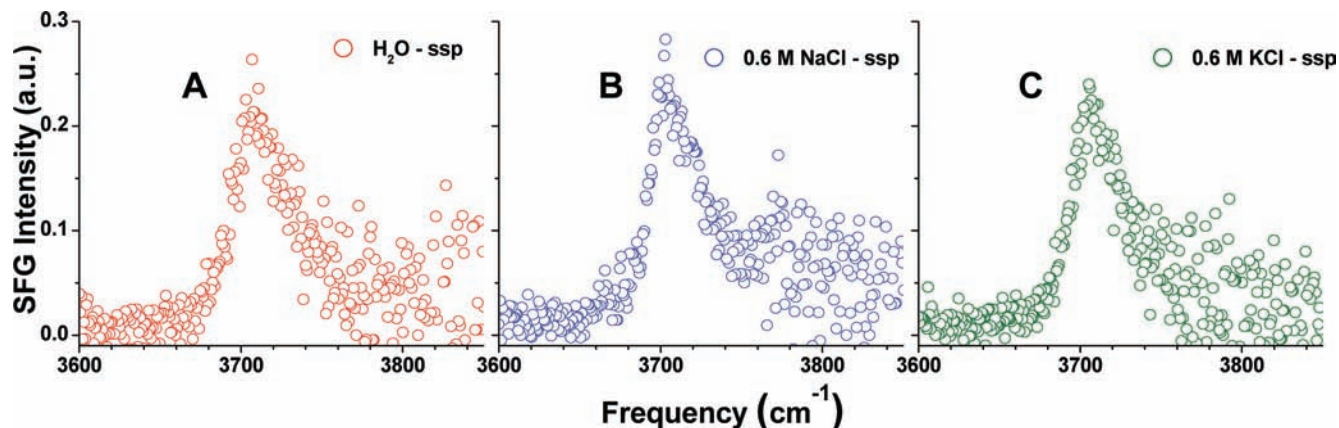 SFG Intensity (a.u.)
0.3
0.2
0.1
0.0
A
H₂O - ssp
B
0.6 M NaCl - ssp
C
0.6 M KCl - ssp
3600 3700 3800 3600 3700 3800 3600 3700 3800
Frequency (cm⁻¹)